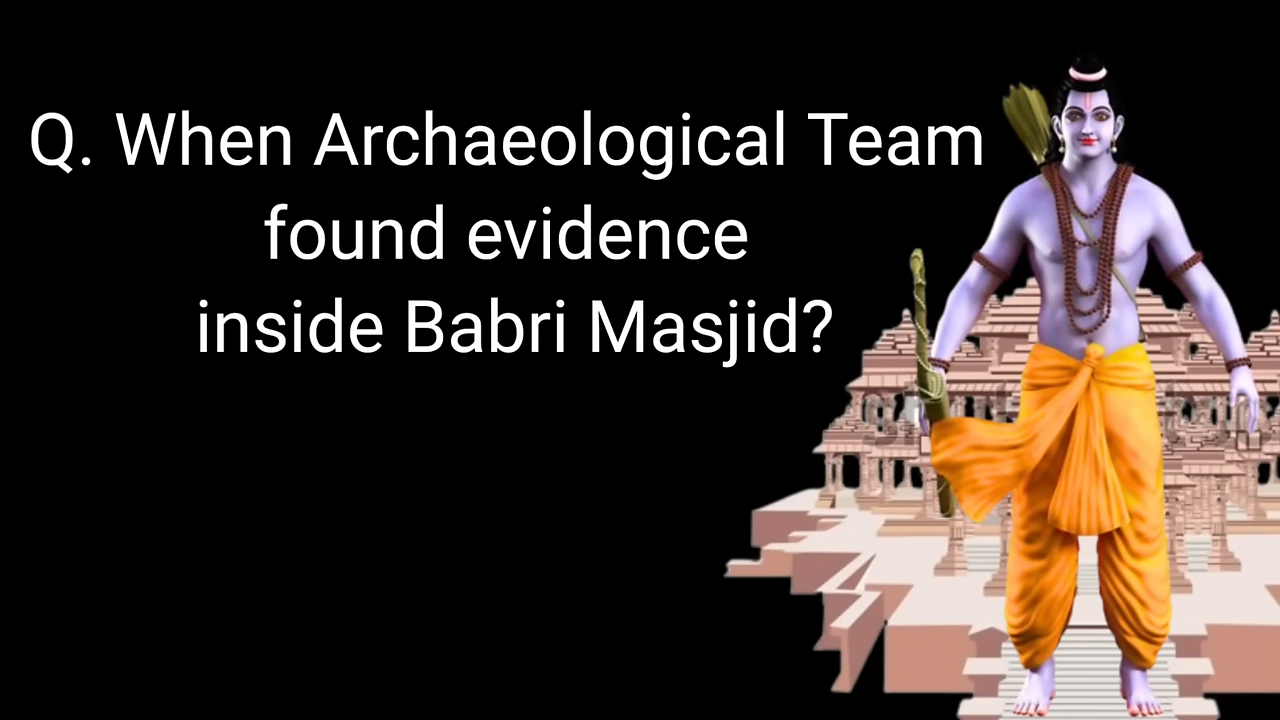 Q. When Archaeological Team
found evidence
inside Babri Masjid?